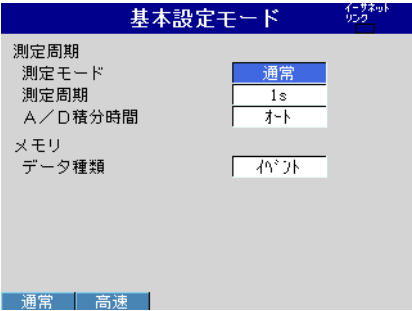 基本設定モード
ｲｰｻﾈｯﾄ
ﾘﾝｸ
測定周期
測定モード 通常
測定周期 1s
A／D積分時間 ｵｰﾄ
メモリ
データ種類 ｲﾍﾞﾝﾄ
通常 高速